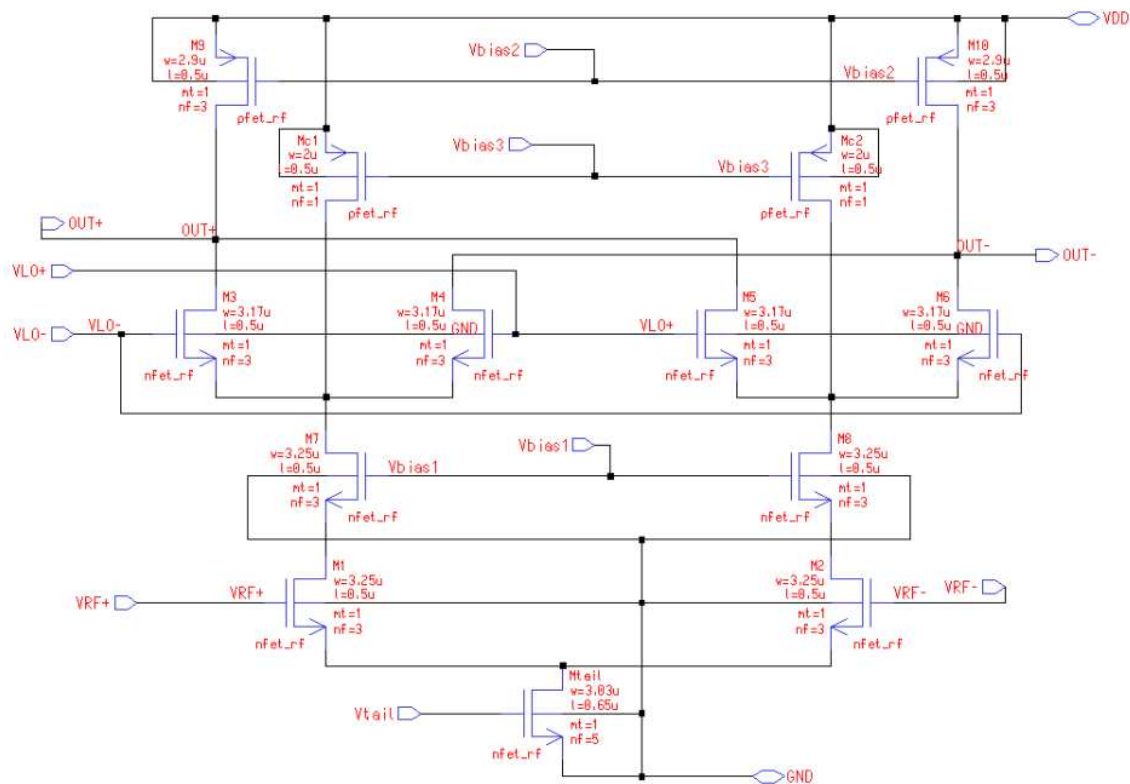 VDD
M9
w=2.9u
l=0.5u
mt=1
nf=3
pfet_rf
Vbias2
Vbias2
M10
w=2.9u
l=0.5u
mt=1
nf=3
pfet_rf
Mc1
w=2u
l=0.5u
mt=1
nf=1
pfet_rf
Vbias3
Vbias3
Mc2
w=2u
l=0.5u
mt=1
nf=1
pfet_rf
OUT+
OUT+
OUT-
OUT-
VLO+
VLO-
VLO-
M3
w=3.17u
l=0.5u
mt=1
nf=3
nfet_rf
M4
w=3.17u
l=0.5u
GND
mt=1
nf=3
nfet_rf
VLO+
M5
w=3.17u
l=0.5u
mt=1
nf=3
nfet_rf
M6
w=3.17u
l=0.5u
GND
mt=1
nf=3
nfet_rf
M7
w=3.25u
l=0.5u
mt=1
nf=3
nfet_rf
Vbias1
Vbias1
M8
w=3.25u
l=0.5u
mt=1
nf=3
nfet_rf
VRF+
VRF+
M1
w=3.25u
l=0.5u
mt=1
nf=3
nfet_rf
M2
w=3.25u
l=0.5u
mt=1
nf=3
nfet_rf
VRF-
VRF-
Vtail
Mtail
w=3.03u
l=0.65u
mt=1
nf=5
nfet_rf
GND